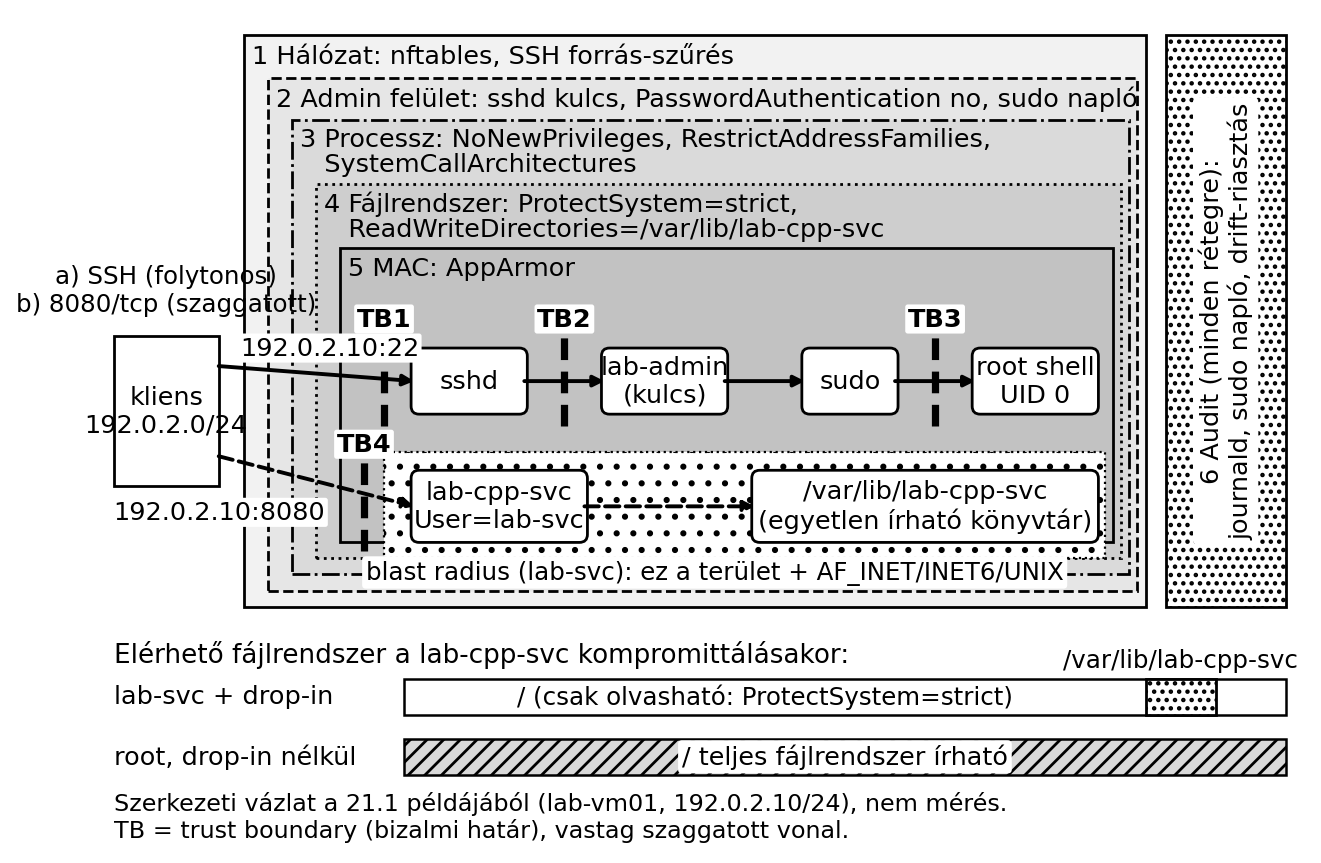 1 Hálózat: nftables, SSH forrás-szűrés
2 Admin felület: sshd kulcs, PasswordAuthentication no, sudo napló
3 Processz: NoNewPrivileges, RestrictAddressFamilies,
SystemCallArchitectures
4 Fájlrendszer: ProtectSystem=strict,
ReadWriteDirectories=/var/lib/lab-cpp-svc
5 MAC: AppArmor
a) SSH (folytonos)
b) 8080/tcp (szaggatott)
TB1
TB2
TB3
192.0.2.10:22
kliens
192.0.2.0/24
sshd
lab-admin
(kulcs)
sudo
root shell
UID 0
TB4
192.0.2.10:8080
lab-cpp-svc
User=lab-svc
/var/lib/lab-cpp-svc
(egyetlen írható könyvtár)
blast radius (lab-svc): ez a terület + AF_INET/INET6/UNIX
6 Audit (minden rétegre):
journald, sudo napló, drift-riasztás
Elérhető fájlrendszer a lab-cpp-svc kompromittálásakor:
/var/lib/lab-cpp-svc
lab-svc + drop-in
/ (csak olvasható: ProtectSystem=strict)
root, drop-in nélkül
/ teljes fájlrendszer írható
Szerkezeti vázlat a 21.1 példájából (lab-vm01, 192.0.2.10/24), nem mérés.
TB = trust boundary (bizalmi határ), vastag szaggatott vonal.